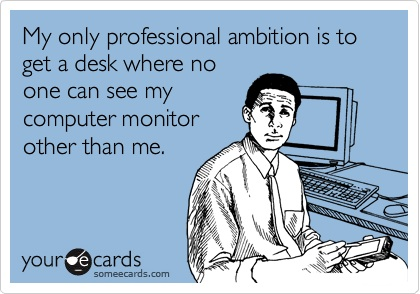 My only professional ambition is to
get a desk where no
one can see my
computer monitor
other than me.
your e cards
someecards.com